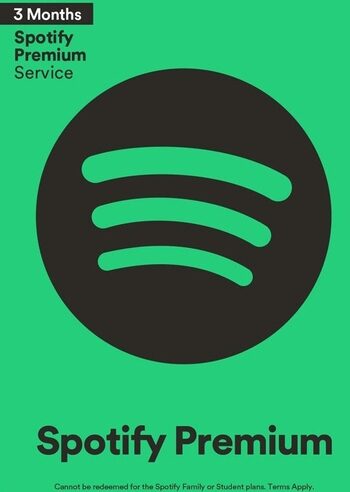 3 Months
Spotify
Premium
Service
Spotify Premium
Cannot be redeemed for the Spotify Family or Student plans. Terms Apply.